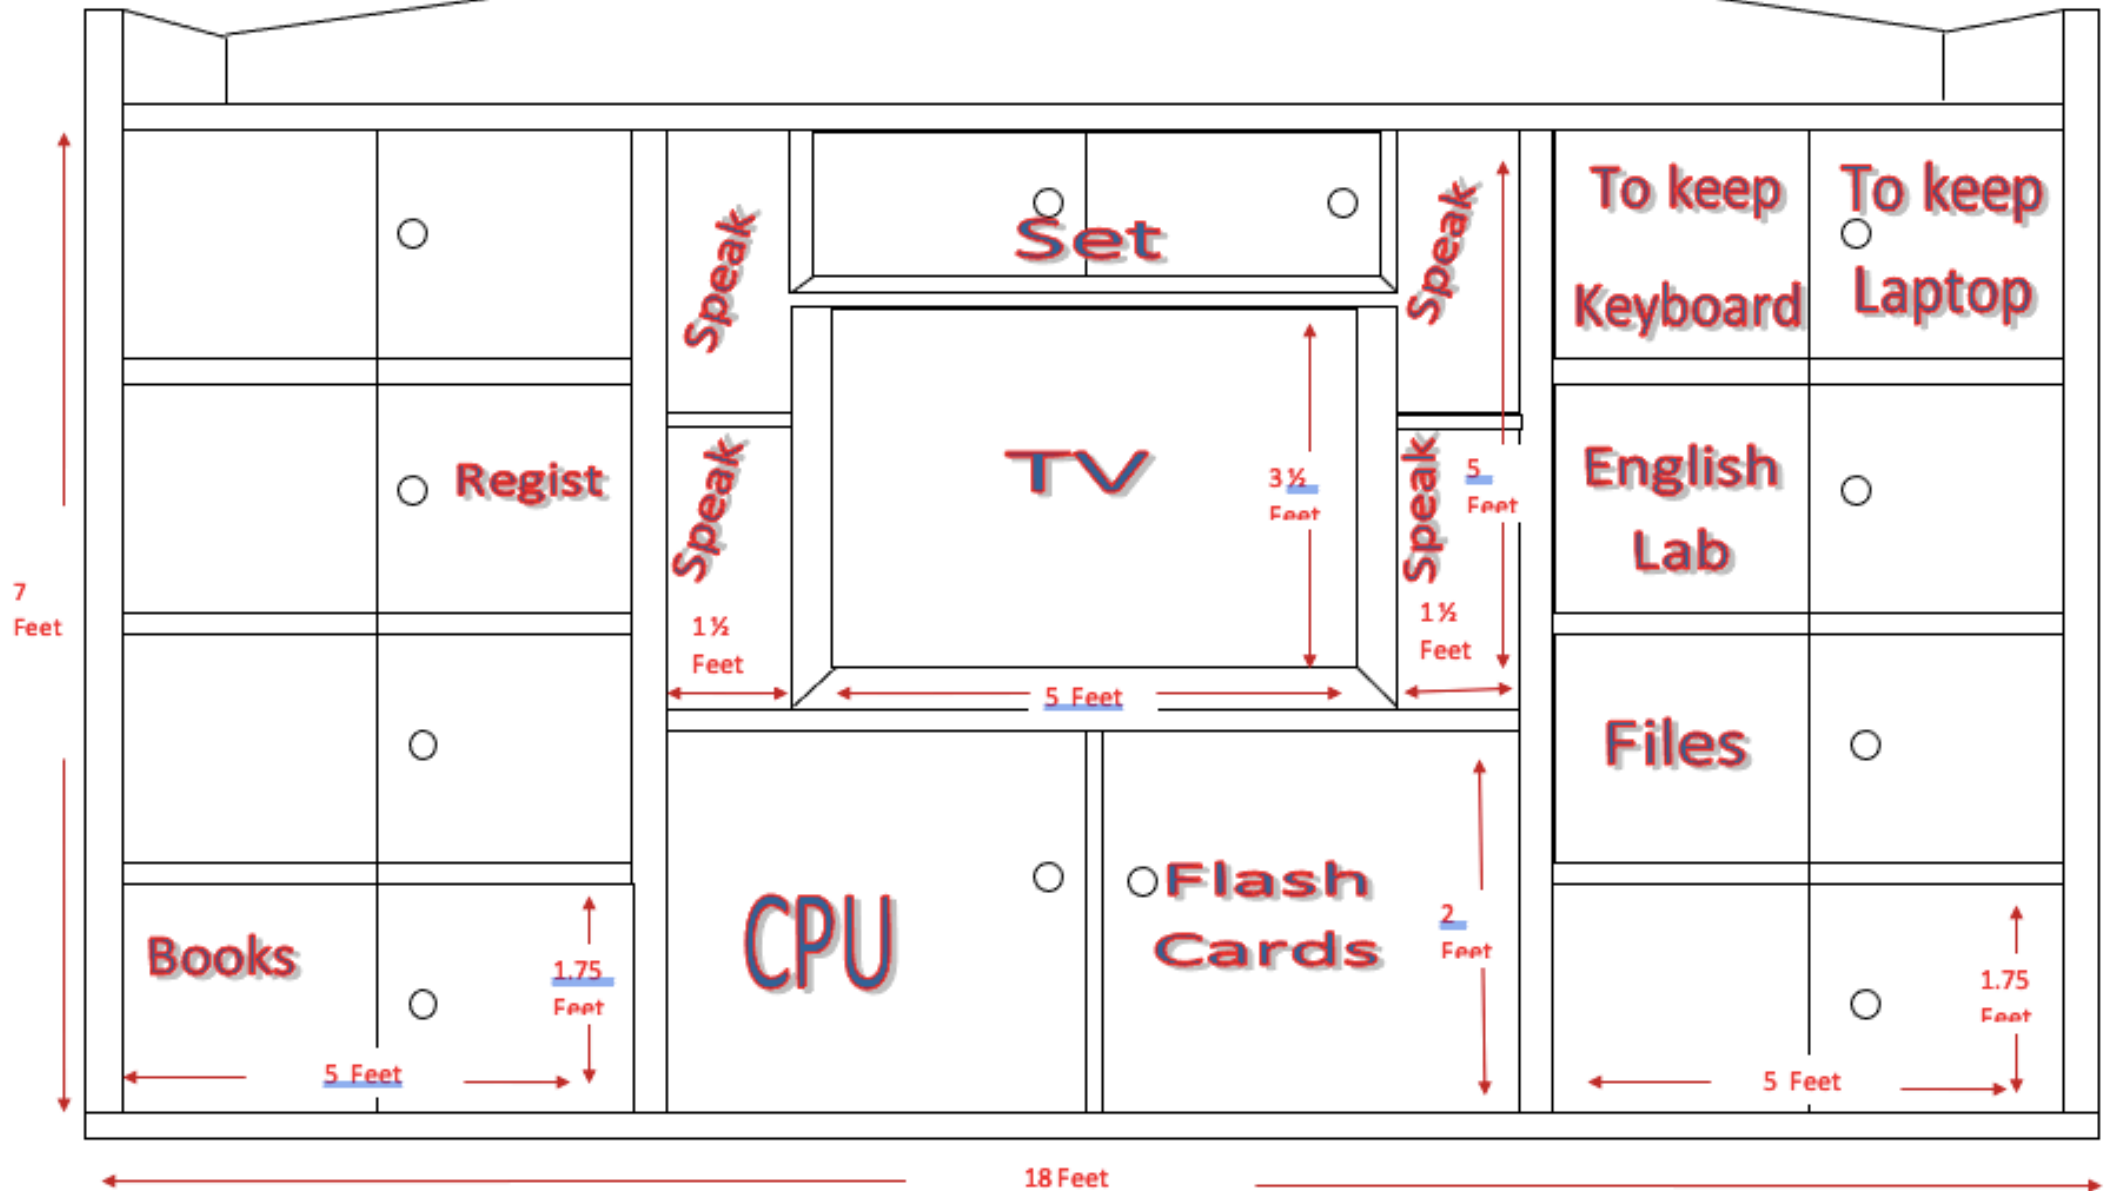 Set
Speak
Speak
To keep
Keyboard
To keep
Laptop
Regist
Speak
TV
3 ½
Feet
Speak
5
Feet
English
Lab
7
Feet
1 ½
Feet
1 ½
Feet
5 Feet
Files
Books
1.75
Feet
5 Feet
CPU
Flash
Cards
2
Feet
1.75
Feet
5 Feet
18 Feet